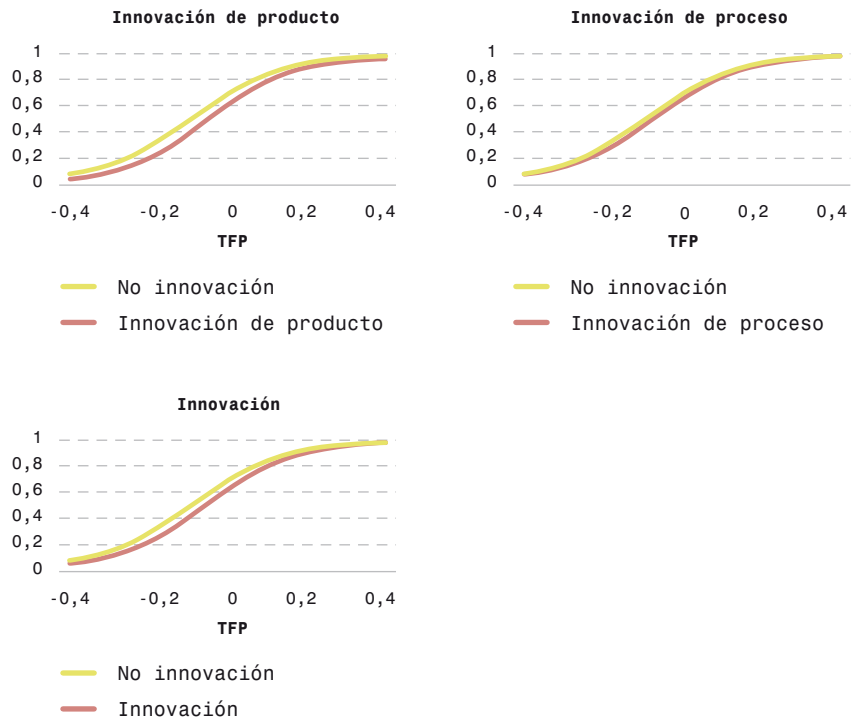 Innovación de producto
1
0,8
0,6
0,4
0,2
0
-0,4 -0,2 0 0,2 0,4
TFP
No innovación
Innovación de producto
Innovación de proceso
1
0,8
0,6
0,4
0,2
0
-0,4 -0,2 0 0,2 0,4
TFP
No innovación
Innovación de proceso
Innovación
1
0,8
0,6
0,4
0,2
0
-0,4 -0,2 0 0,2 0,4
TFP
No innovación
Innovación